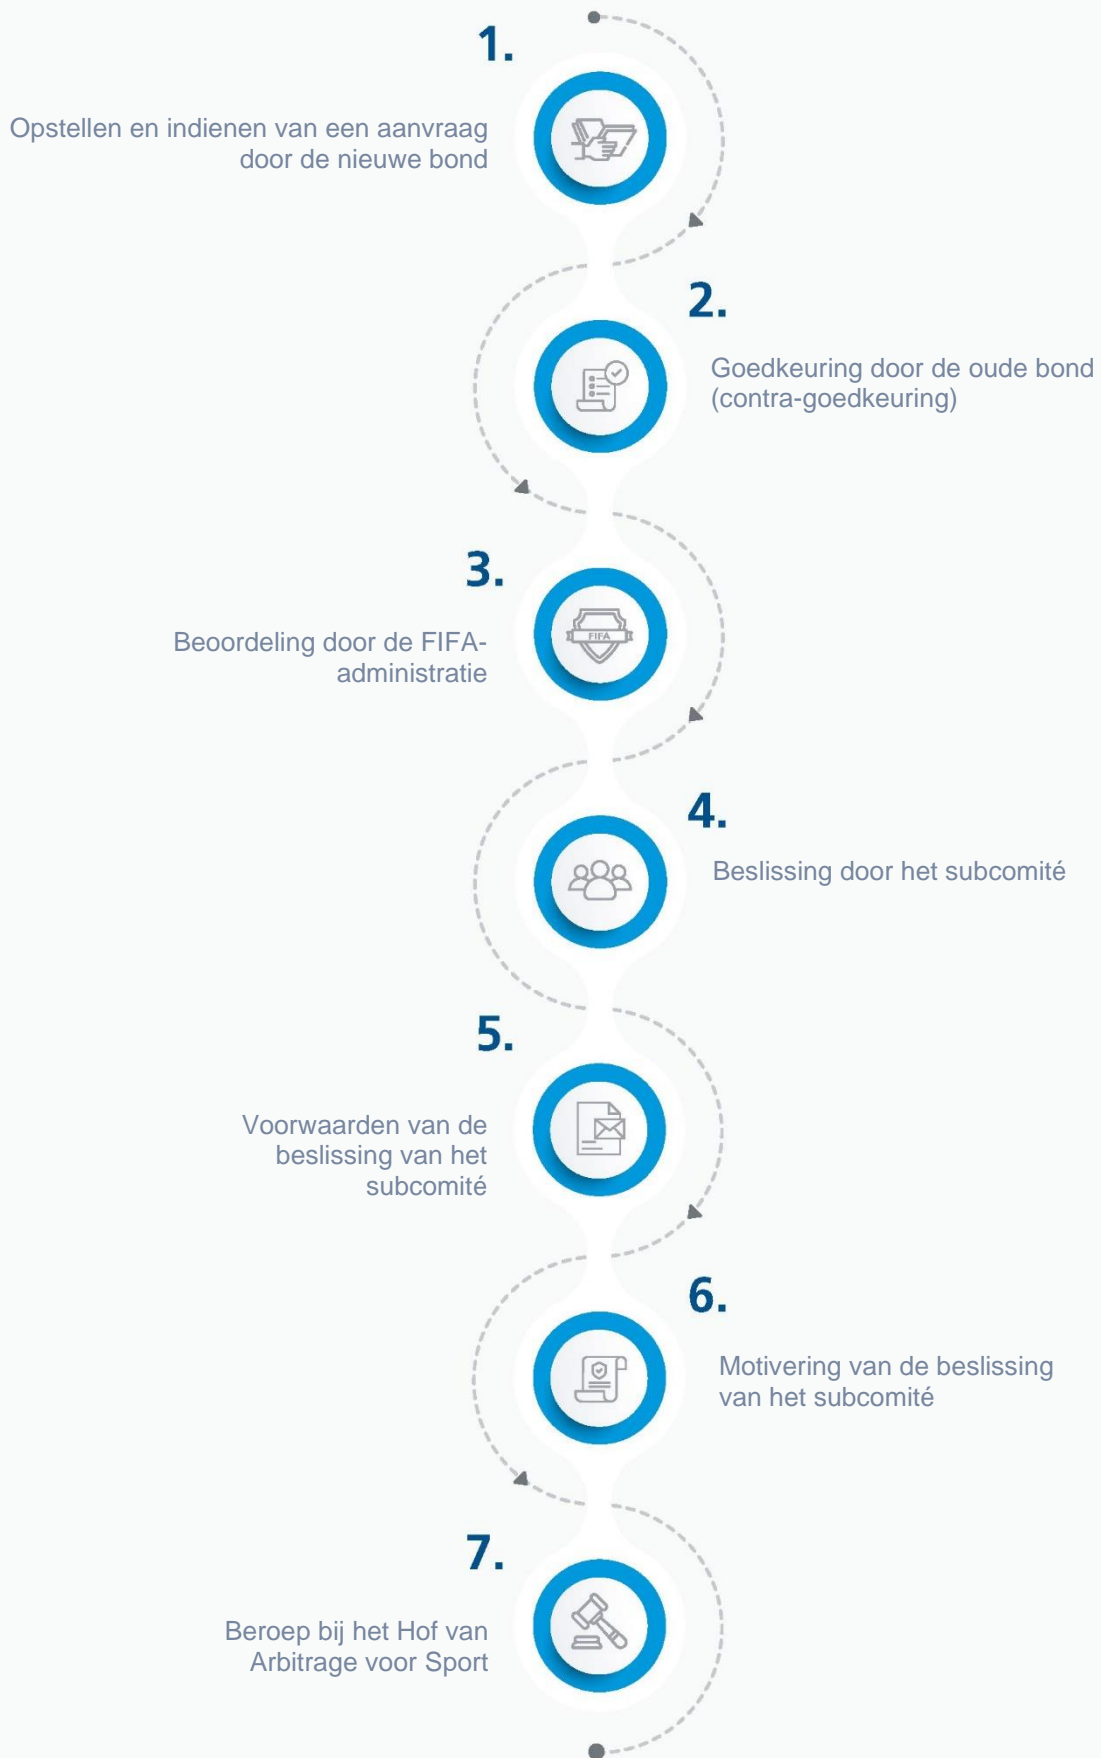 1.
Opstellen en indienen van een aanvraag
door de nieuwe bond
2.
Goedkeuring door de oude bond
(contra-goedkeuring)
3.
FIFA
Beoordeling door de FIFA-
administratie
4.
Beslissing door het subcomité
5.
Voorwaarden van de
beslissing van het
subcomité
6.
Motivering van de beslissing
van het subcomité
7.
Beroep bij het Hof van
Arbitrage voor Sport